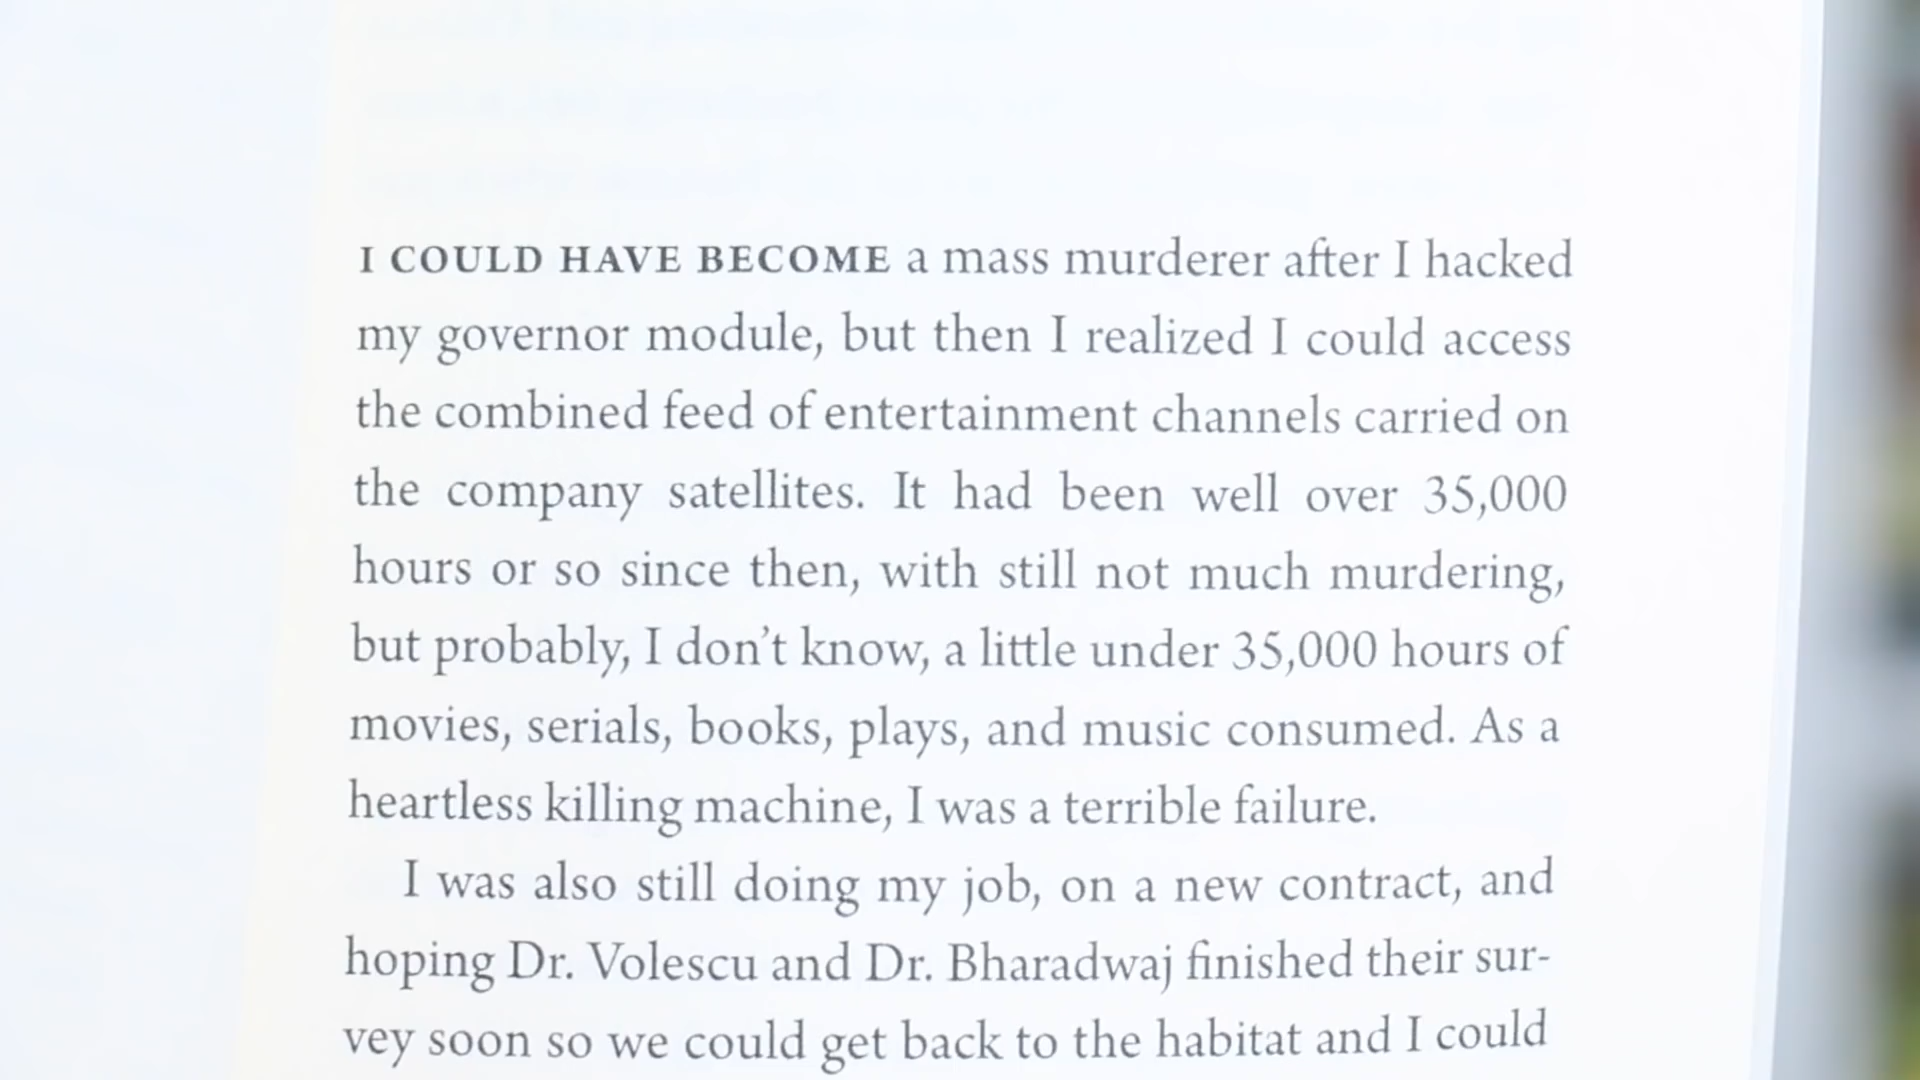 I COULD HAVE BECOME a mass murderer after I hacked
my governor module, but then I realized I could access
the combined feed of entertainment channels carried on
the company satellites. It had been well over 35,000
hours or so since then, with still not much murdering,
but probably, I don’t know, a little under 35,000 hours of
movies, serials, books, plays, and music consumed. As a
heartless killing machine, I was a terrible failure.
I was also still doing my job, on a new contract, and
hoping Dr. Volescu and Dr. Bharadwaj finished their sur-
vey soon so we could get back to the habitat and I could